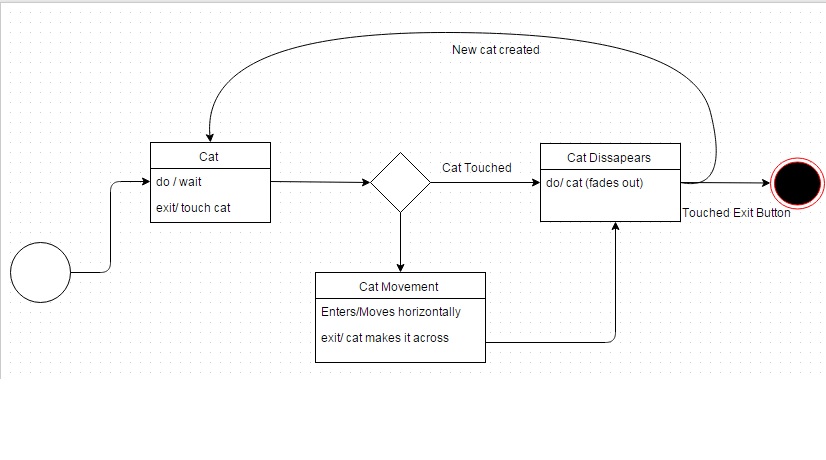 New cat created
Cat
do / wait
exit/ touch cat
Cat Touched
Cat Dissapears
do/ cat (fades out)
Touched Exit Button
Cat Movement
Enters/Moves horizontally
exit/ cat makes it across